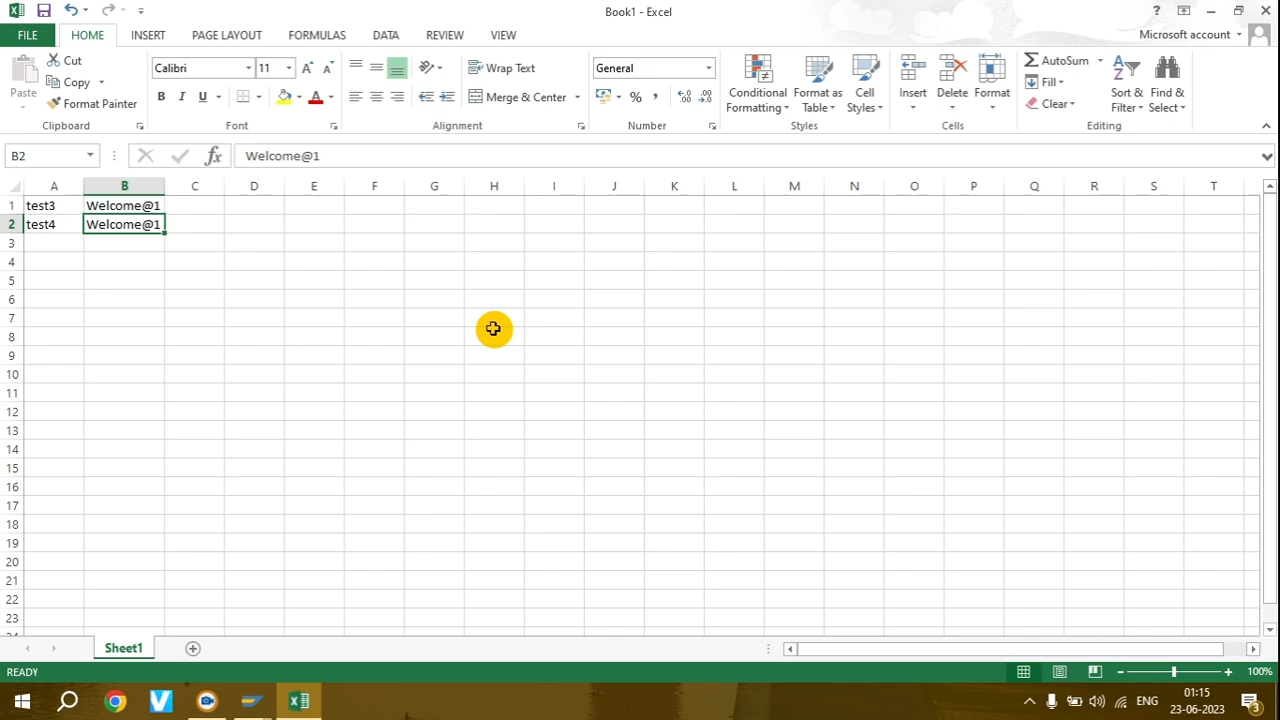 Book1 - Excel
?
FILE HOME INSERT PAGE LAYOUT FORMULAS DATA REVIEW VIEW
Microsoft account
Paste
Cut
Copy
Format Painter
Clipboard
Calibri 11
B I U
Font
Wrap Text
Merge & Center
Alignment
General
%
Number
Conditional Formatting
Format as Table
Cell Styles
Styles
Insert
Delete
Format
Cells
AutoSum
Fill
Clear
Sort & Filter
Find & Select
Editing
B2 fx Welcome@1
A B C D E F G H I J K L M N O P Q R S T
1 test3 Welcome@1
2 test4 Welcome@1
3
4
5
6
7
8
9
10
11
12
13
14
15
16
17
18
19
20
21
22
23
Sheet1
READY
100%
ENG
01:15
23-06-2023
3